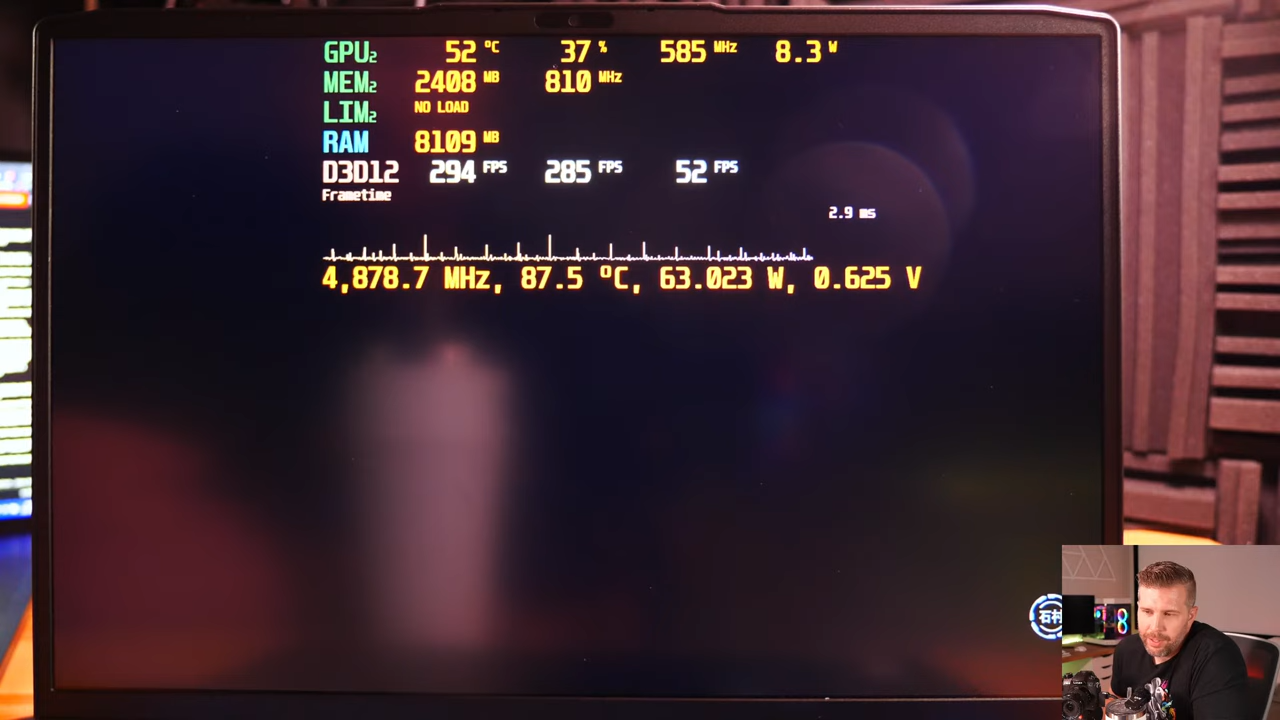 GPU2 52 °C 37 % 585 MHz 8.3 W
MEM2 2408 MB 810 MHz
LIM2 NO LOAD
RAM 8109 MB
D3D12 294 FPS 285 FPS 52 FPS
Frametime
2.9 ms
4,878.7 MHz, 87.5 °C, 63.023 W, 0.625 V
石村